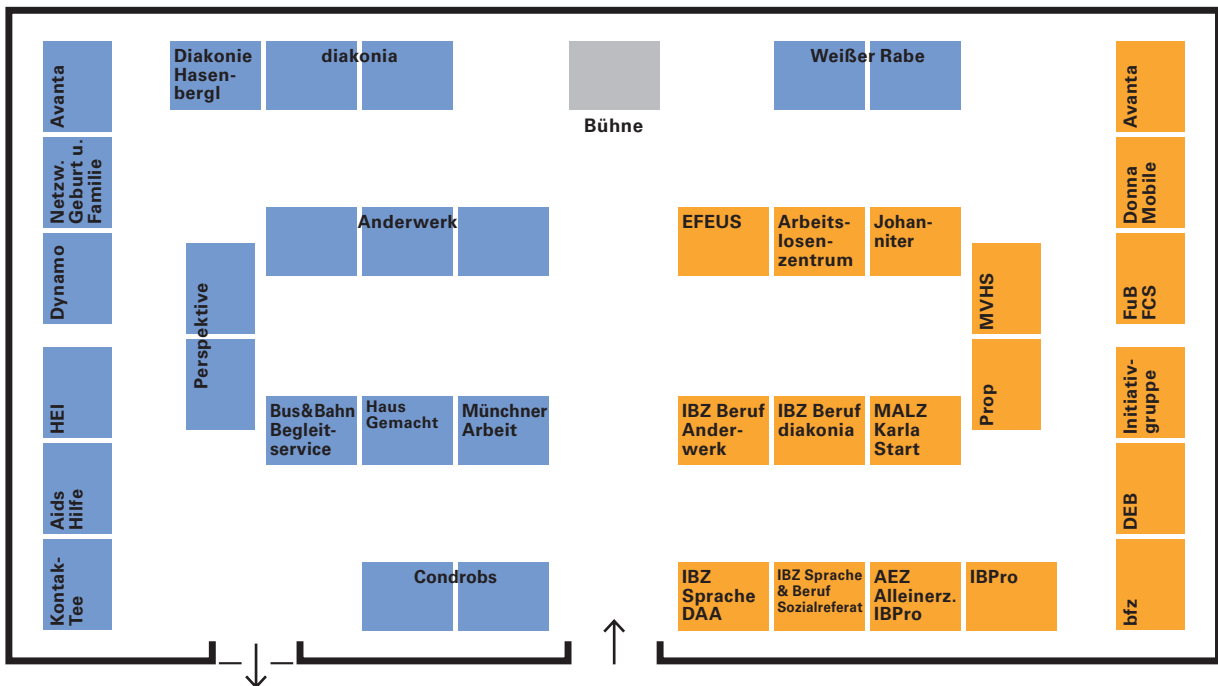 Diakonie
Hasen-
bergl
diakonia
Bühne
Weißer Rabe
Avanta
Netzw.
Geburt u.
Familie
Dynamo
HEI
Aids
Hilfe
Kontak-
Tee
Perspektive
Anderwerk
Bus&Bahn
Begleit-
service
Haus
Gemacht
Münchner
Arbeit
Condrobs
EFEUS
Arbeits-
losen-
zentrum
Johan-
niter
MVHS
Prop
IBZ Beruf
Ander-
werk
IBZ Beruf
diakonia
MALZ
Karla
Start
IBZ
Sprache
DAA
IBZ Sprache
& Beruf
Sozialreferat
AEZ
Alleinerz.
IBPro
IBPro
Avanta
Donna
Mobile
FuB
FCS
Initiativ-
gruppe
DEB
bfz